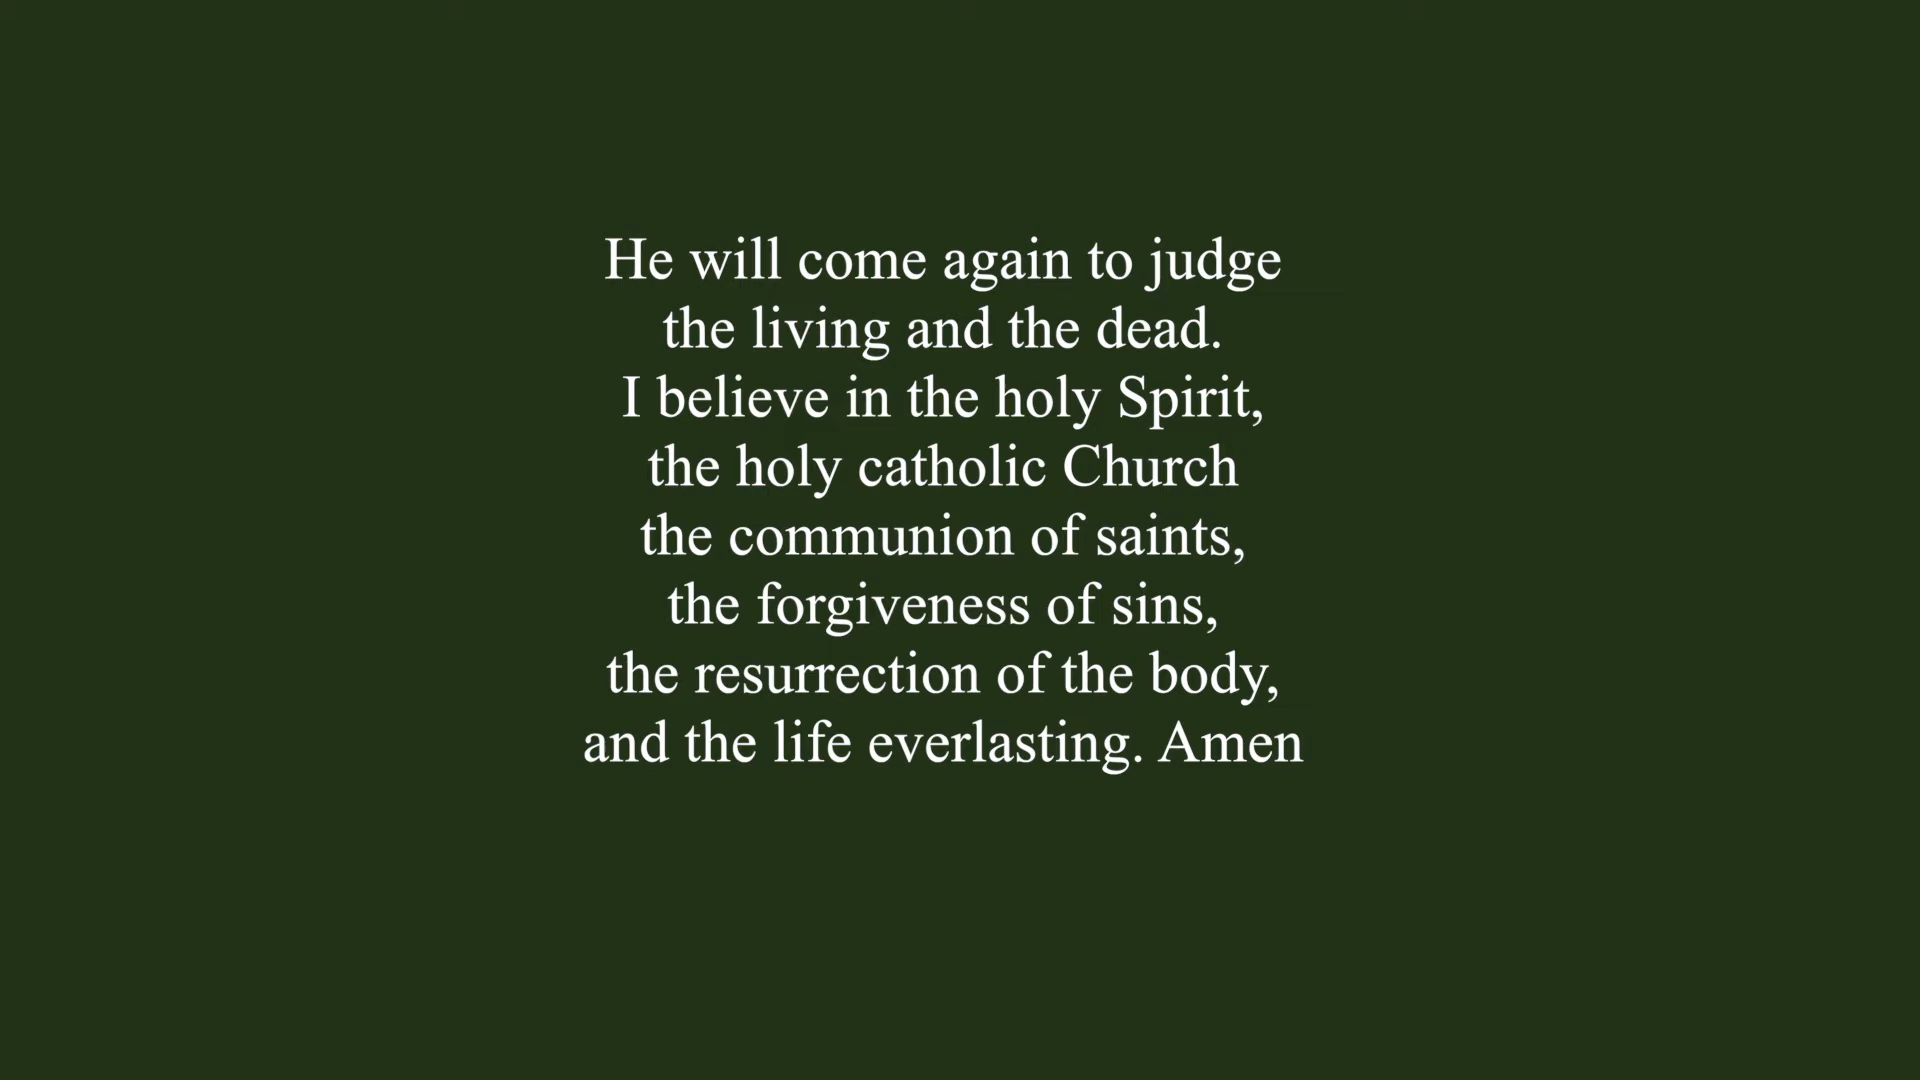 He will come again to judge
the living and the dead.
I believe in the holy Spirit,
the holy catholic Church
the communion of saints,
the forgiveness of sins,
the resurrection of the body,
and the life everlasting. Amen